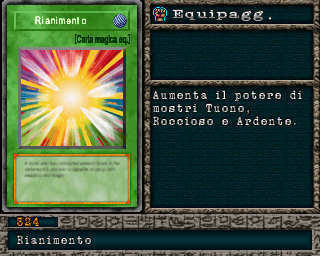 Rianimento
[Carta magica eq.]
Equipagg.
Aumenta il potere di
mostri Tuono,
Roccioso e Ardente.
324
Rianimento